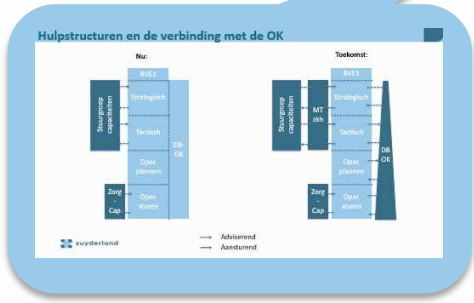 Hulpstructuren en de verbinding met de OK
Nu:
RVE3
Strategisch
Tactisch
Oper.
plannen
Oper.
sturen
Stuurgroep
capaciteiten
Zorg
-
Cap
DB-
OK
Toekomst:
RVE3
Strategisch
Tactisch
Oper.
plannen
Oper.
sturen
Stuurgroep
capaciteiten
MT
zkh
Zorg
-
Cap
DB
OK
zuyderland
Adviserend
Aansturend